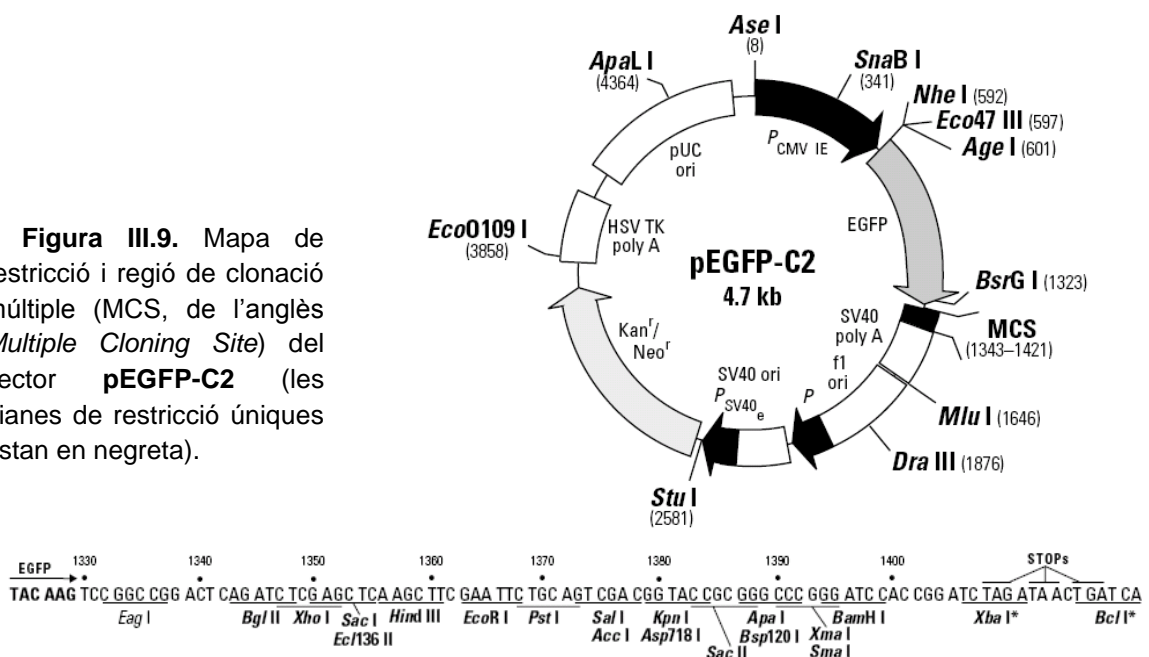 Figura III.9. Mapa de
estricció i regió de clonació
múltiple (MCS, de l’anglès
Multiple Cloning Site) del
ector pEGFP-C2 (les
ianes de restricció úniques
stan en negreta).
Ase I
(8)
ApaL I
(4364)
SnaB I
(341)
Nhe I (592)
Eco47 III (597)
Age I (601)
P CMV IE
pUC
ori
EGFP
HSV TK
poly A
EcoO109 I
(3858)
pEGFP-C2
4.7 kb
BsrG I (1323)
MCS
(1343–1421)
SV40
poly A
f1
ori
Kanr/
Neor
SV40 ori
P SV40e
P
Mlu I (1646)
Dra III (1876)
Stu I
(2581)
EGFP
1330 1340 1350 1360 1370 1380 1390 1400
STOPs
TAC AAG TCC GGC CGG ACT CAG ATC TCG AGC TCA AGC TTC GAA TTC TGC AGT CGA CGG TAC CGC GGG CCC GGG ATC CAC CGG ATC TAG ATA ACT GAT CA
Eag I Bgl II Xho I Sac I Hind III EcoR I Pst I Sal I Kpn I Apa I Xma I BamH I Xba I* Bcl I*
Ecl136 II Acc I Asp718 I Bsp120 I Sma I
Sac II